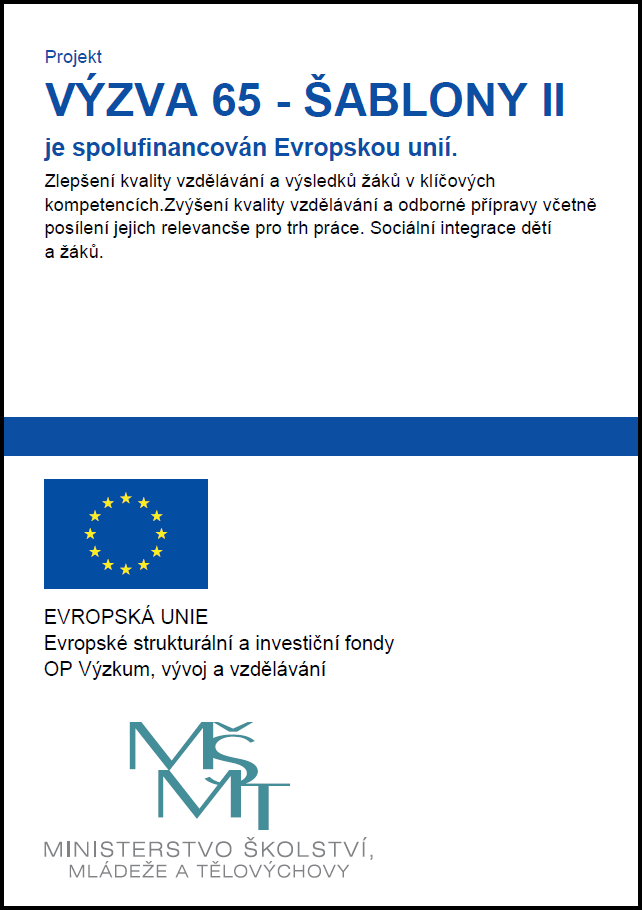 Projekt
VÝZVA 65 - ŠABLONY II
je spolufinancován Evropskou unií.
Zlepšení kvality vzdělávání a výsledků žáků v klíčových
kompetencích.Zvýšení kvality vzdělávání a odborné přípravy včetně
posílení jejich relevancše pro trh práce. Sociální integrace dětí
a žáků.
EVROPSKÁ UNIE
Evropské strukturální a investiční fondy
OP Výzkum, vývoj a vzdělávání
MŠ
MT
MINISTERSTVO ŠKOLSTVÍ,
MLÁDEŽE A TĚLOVÝCHOVY